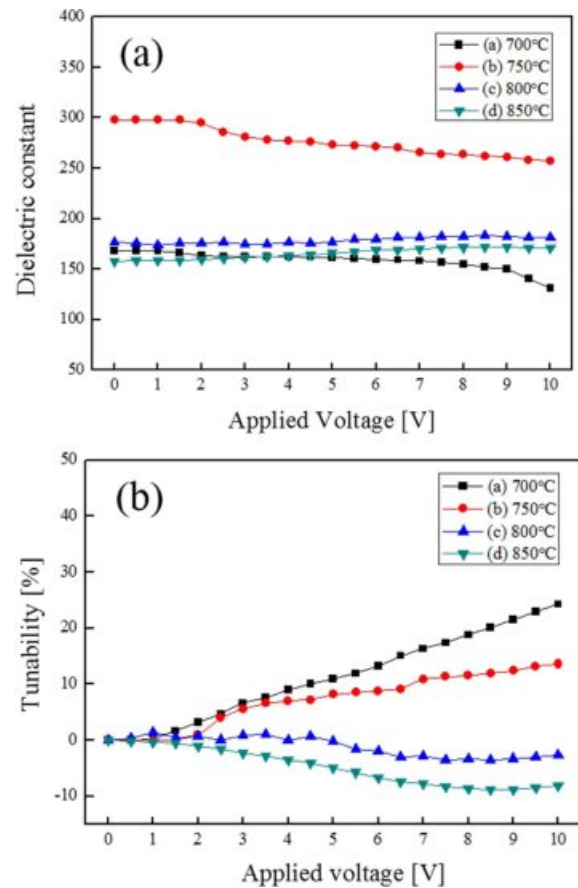 (a)
(a) 700°C
(b) 750°C
(c) 800°C
(d) 850°C
Dielectric constant
400
350
300
250
200
150
100
50
0 1 2 3 4 5 6 7 8 9 10
Applied Voltage [V]
(b)
(a) 700°C
(b) 750°C
(c) 800°C
(d) 850°C
Tunability [%]
50
40
30
20
10
0
-10
0 1 2 3 4 5 6 7 8 9 10
Applied voltage [V]